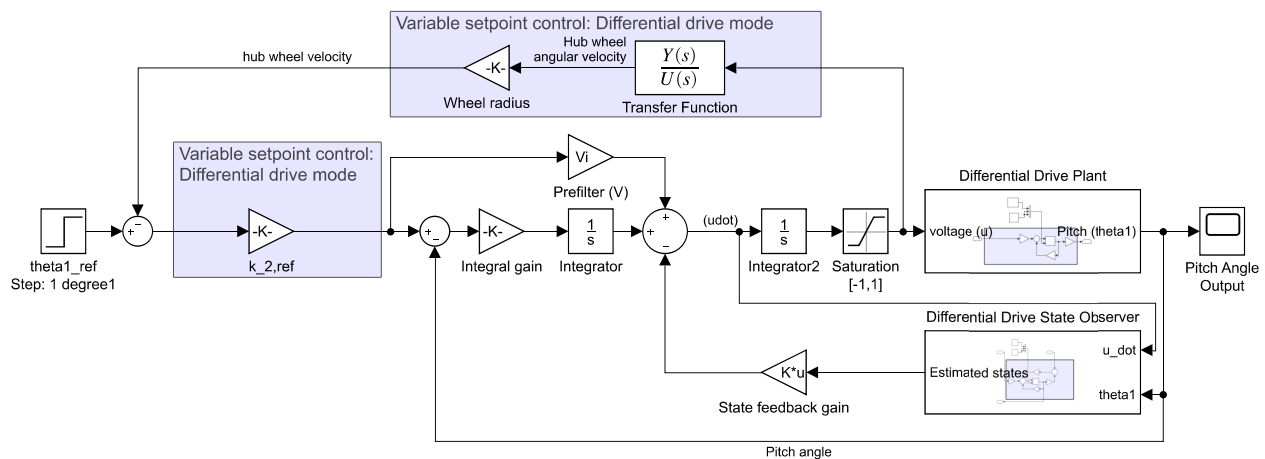 Variable setpoint control: Differential drive mode
hub wheel velocity
Hub wheel
angular velocity
-K-
Y(s)
U(s)
Wheel radius
Transfer Function
Variable setpoint control:
Differential drive mode
Vi
Prefilter (V)
Differential Drive Plant
theta1_ref
Step: 1 degree1
+
−
-K-
k_2,ref
+
−
-K-
Integral gain
1
s
Integrator
+
+
−
(udot)
1
s
Integrator2
Saturation
[-1,1]
voltage (u)
Pitch (theta1)
Pitch Angle
Output
Differential Drive State Observer
u_dot
Estimated states
theta1
K*u
State feedback gain
Pitch angle